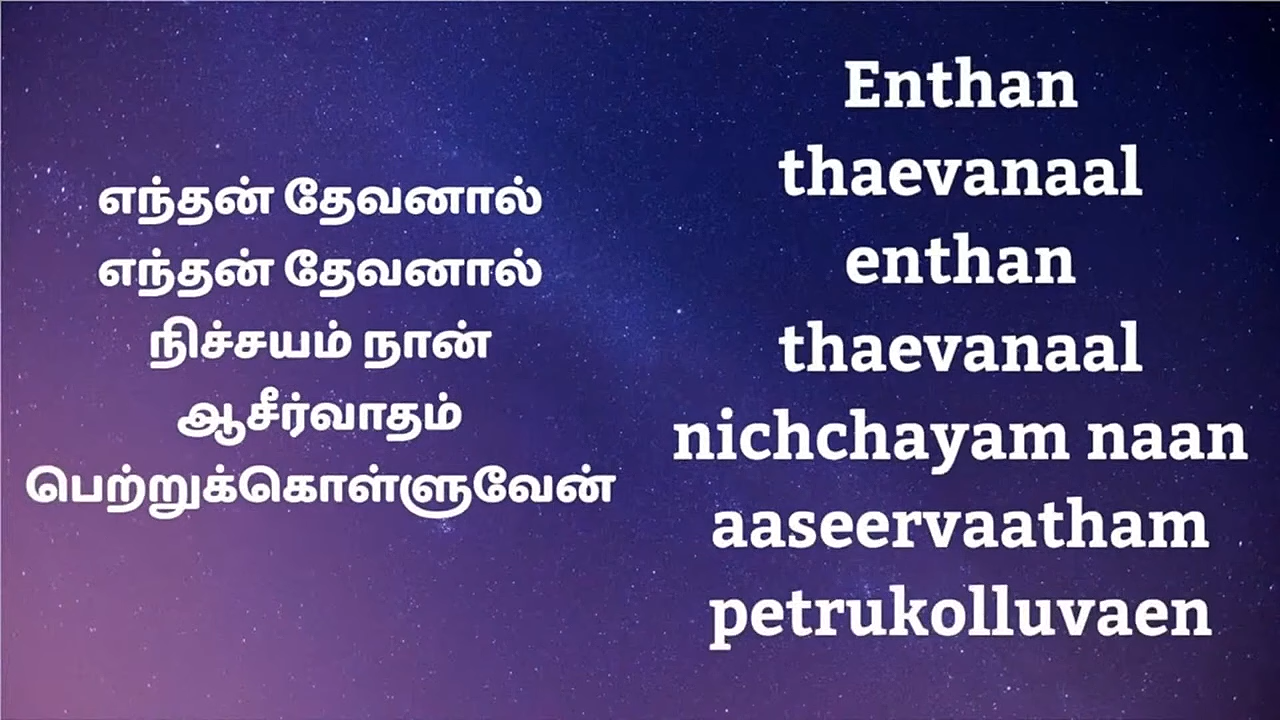 எந்தன் தேவனால்
எந்தன் தேவனால்
நிச்சயம் நான்
ஆசீர்வாதம்
பெற்றுக்கொள்ளுவேன்
Enthan
thaevanaal
enthan
thaevanaal
nichchayam naan
aaseervaatham
petrukolluvaen